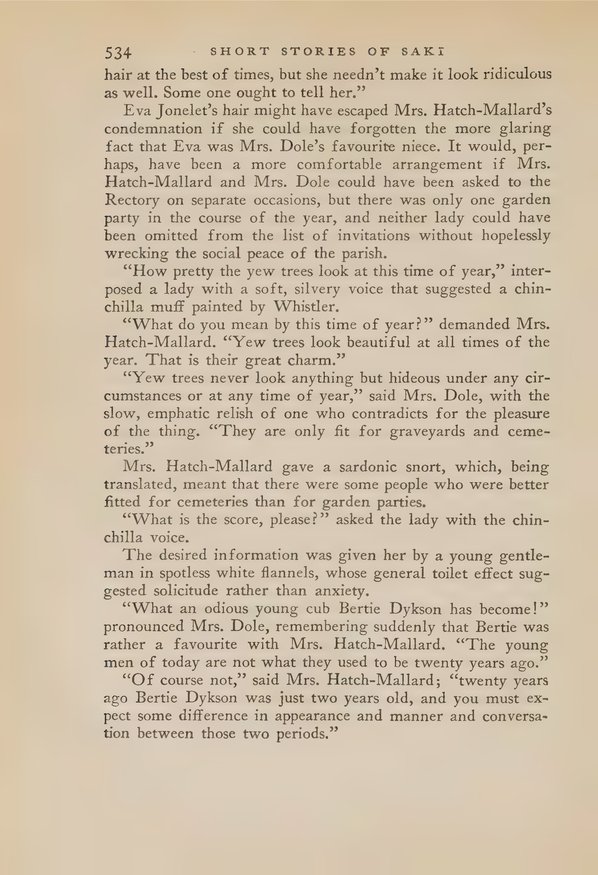 534 SHORT STORIES OF SAKI
hair at the best of times, but she needn’t make it look ridiculous
as well. Some one ought to tell her.”
Eva Jonelet’s hair might have escaped Mrs. Hatch-Mallard’s
condemnation if she could have forgotten the more glaring
fact that Eva was Mrs. Dole’s favourite niece. It would, per-
haps, have been a more comfortable arrangement if Mrs.
Hatch-Mallard and Mrs. Dole could have been asked to the
Rectory on separate occasions, but there was only one garden
party in the course of the year, and neither lady could have
been omitted from the list of invitations without hopelessly
wrecking the social peace of the parish.
“How pretty the yew trees look at this time of year,” inter-
posed a lady with a soft, silvery voice that suggested a chin-
chilla muff painted by Whistler.
“What do you mean by this time of year?” demanded Mrs.
Hatch-Mallard. “Yew trees look beautiful at all times of the
year. That is their great charm.”
“Yew trees never look anything but hideous under any cir-
cumstances or at any time of year,” said Mrs. Dole, with the
slow, emphatic relish of one who contradicts for the pleasure
of the thing. “They are only fit for graveyards and ceme-
teries.”
Mrs. Hatch-Mallard gave a sardonic snort, which, being
translated, meant that there were some people who were better
fitted for cemeteries than for garden parties.
“What is the score, please?” asked the lady with the chin-
chilla voice.
The desired information was given her by a young gentle-
man in spotless white flannels, whose general toilet effect sug-
gested solicitude rather than anxiety.
“What an odious young cub Bertie Dykson has become!”
pronounced Mrs. Dole, remembering suddenly that Bertie was
rather a favourite with Mrs. Hatch-Mallard. “The young
men of today are not what they used to be twenty years ago.”
“Of course not,” said Mrs. Hatch-Mallard; “twenty years
ago Bertie Dykson was just two years old, and you must ex-
pect some difference in appearance and manner and conversa-
tion between those two periods.”